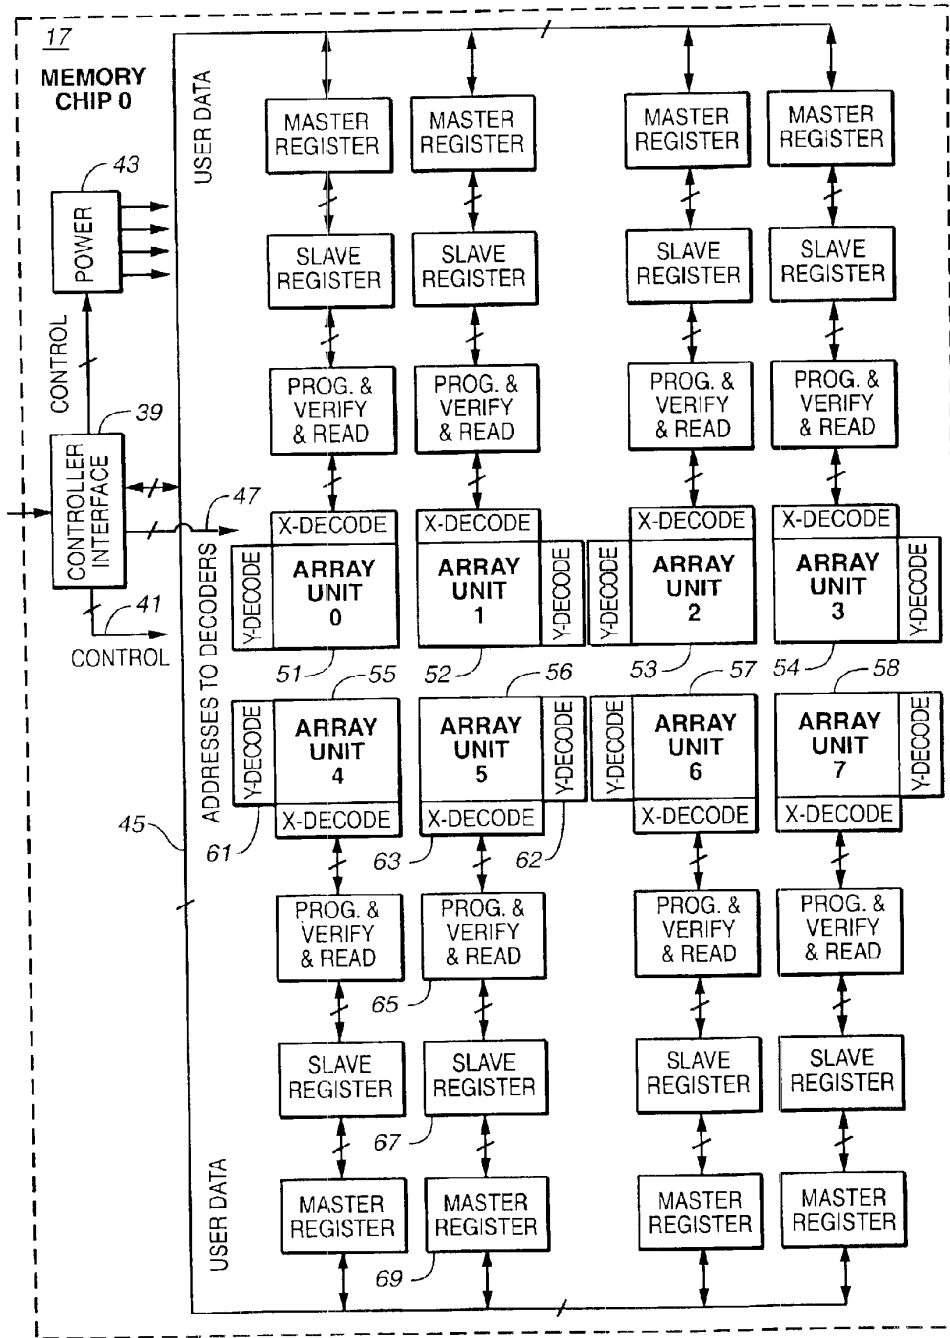 17
MEMORY
CHIP 0
43
POWER
CONTROL
39
CONTROLLER
INTERFACE
47
41
CONTROL
45
USER DATA
ADDRESSES TO DECODERS
USER DATA
MASTER
REGISTER
MASTER
REGISTER
MASTER
REGISTER
MASTER
REGISTER
SLAVE
REGISTER
SLAVE
REGISTER
SLAVE
REGISTER
SLAVE
REGISTER
PROG. &
VERIFY
& READ
PROG. &
VERIFY
& READ
PROG. &
VERIFY
& READ
PROG. &
VERIFY
& READ
X-DECODE
X-DECODE
X-DECODE
X-DECODE
Y-DECODE
ARRAY
UNIT
0
ARRAY
UNIT
1
Y-DECODE
Y-DECODE
ARRAY
UNIT
2
ARRAY
UNIT
3
Y-DECODE
51
55
52
56
53
57
54
58
Y-DECODE
ARRAY
UNIT
4
ARRAY
UNIT
5
Y-DECODE
Y-DECODE
ARRAY
UNIT
6
ARRAY
UNIT
7
Y-DECODE
X-DECODE
X-DECODE
X-DECODE
X-DECODE
61
63
62
PROG. &
VERIFY
& READ
PROG. &
VERIFY
& READ
PROG. &
VERIFY
& READ
PROG. &
VERIFY
& READ
65
SLAVE
REGISTER
SLAVE
REGISTER
SLAVE
REGISTER
SLAVE
REGISTER
67
MASTER
REGISTER
MASTER
REGISTER
MASTER
REGISTER
MASTER
REGISTER
69